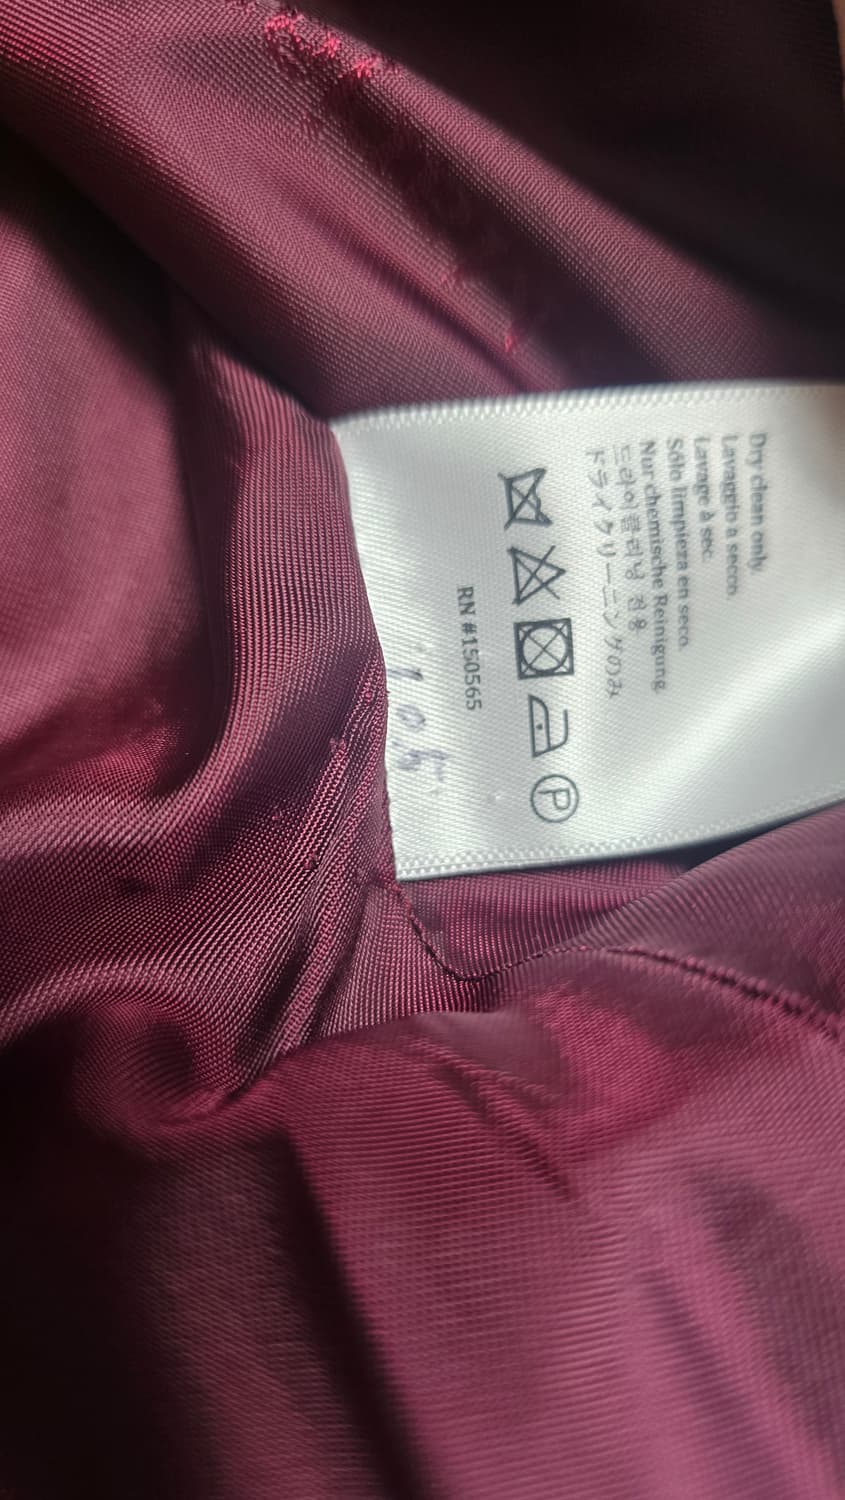 Dry clean only.
Lavaggio a secco.
Lavage à sec.
Sólo limpieza en seco.
Nur chemische Reinigung.
드라이클리닝 전용
ドライクリーニングのみ
P
RN #150565